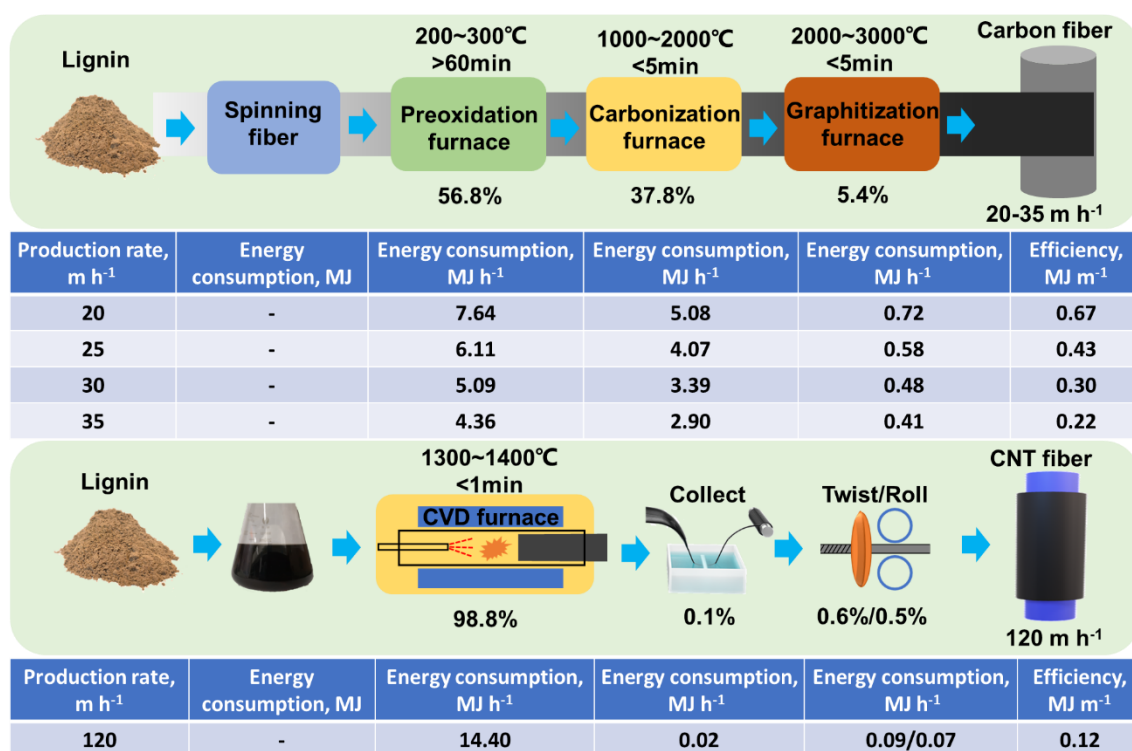 Lignin
Spinning
fiber
200~300℃
>60min
Preoxidation
furnace
56.8%
1000~2000℃
<5min
Carbonization
furnace
37.8%
2000~3000℃
<5min
Graphitization
furnace
5.4%
Carbon fiber
20-35 m h⁻¹
Production rate, m h⁻¹ | Energy consumption, MJ | Energy consumption, MJ h⁻¹ | Energy consumption, MJ h⁻¹ | Energy consumption, MJ h⁻¹ | Efficiency, MJ m⁻¹
20 - 7.64 5.08 0.72 0.67
25 - 6.11 4.07 0.58 0.43
30 - 5.09 3.39 0.48 0.30
35 - 4.36 2.90 0.41 0.22
Lignin
1300~1400℃
<1min
CVD furnace
98.8%
Collect
0.1%
Twist/Roll
0.6%/0.5%
CNT fiber
120 m h⁻¹
Production rate, m h⁻¹ | Energy consumption, MJ | Energy consumption, MJ h⁻¹ | Energy consumption, MJ h⁻¹ | Energy consumption, MJ h⁻¹ | Efficiency, MJ m⁻¹
120 - 14.40 0.02 0.09/0.07 0.12